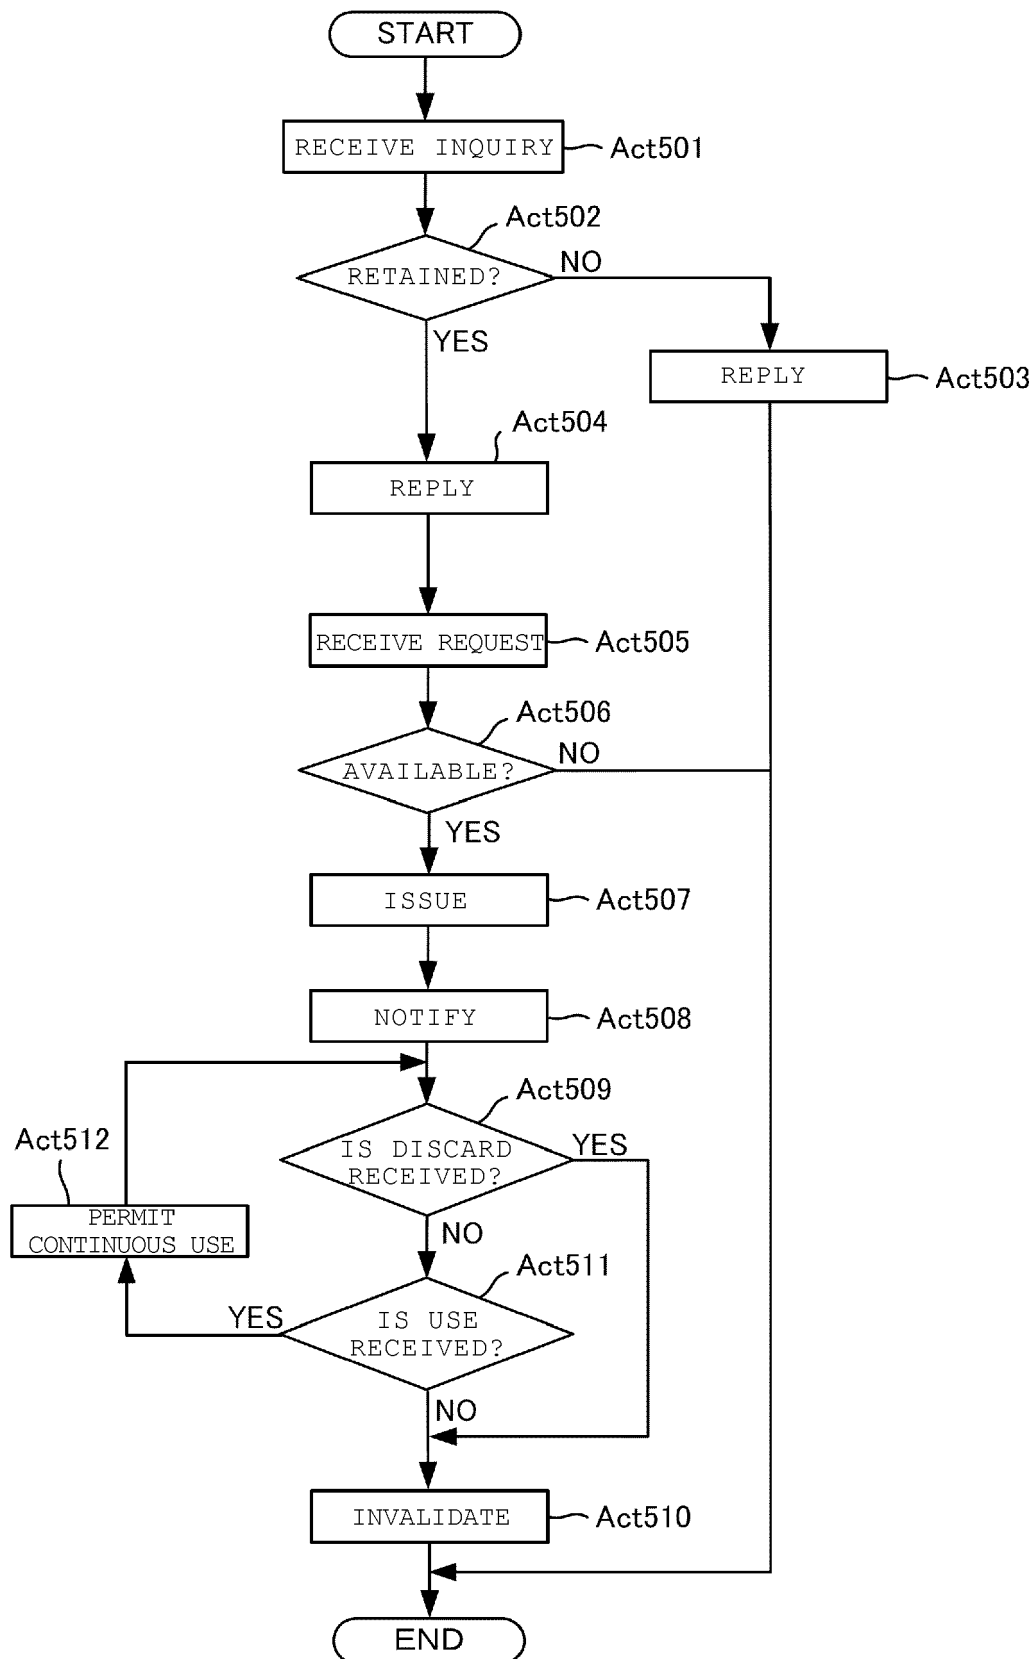 START
RECEIVE INQUIRY
Act501
Act502
RETAINED?
NO
YES
REPLY
Act503
Act504
REPLY
RECEIVE REQUEST
Act505
Act506
AVAILABLE?
NO
YES
ISSUE
Act507
NOTIFY
Act508
Act509
IS DISCARD
RECEIVED?
YES
Act512
PERMIT
CONTINUOUS USE
NO
Act511
YES
IS USE
RECEIVED?
NO
INVALIDATE
Act510
END